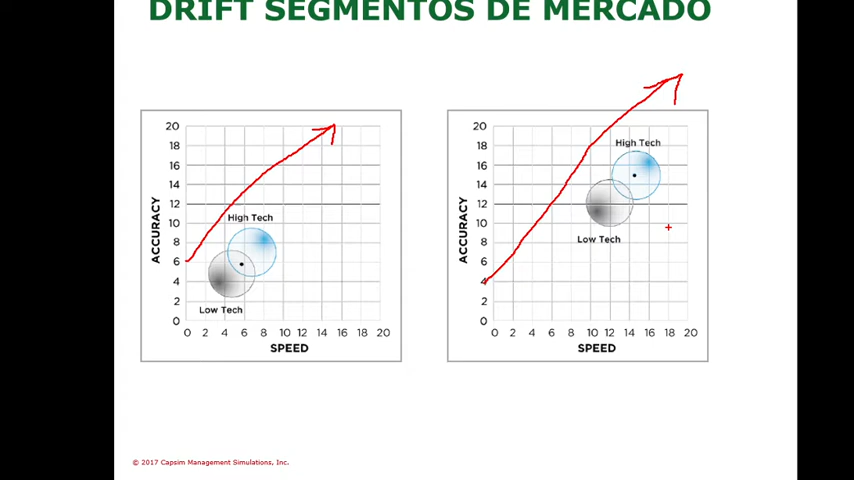 DRIFT SEGMENTOS DE MERCADO
20
18
16
14
12
10
8
6
4
2
0
ACCURACY
High Tech
Low Tech
0 2 4 6 8 10 12 14 16 18 20
SPEED
20
18
16
14
12
10
8
6
4
2
0
ACCURACY
High Tech
Low Tech
0 2 4 6 8 10 12 14 16 18 20
SPEED
© 2017 Capsim Management Simulations, Inc.